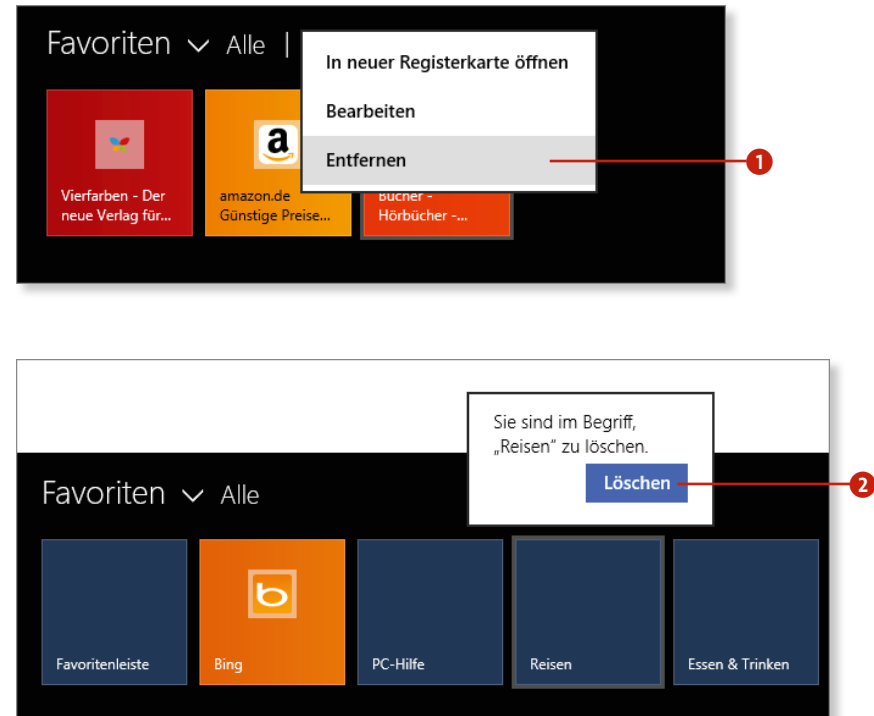 Favoriten Alle |
In neuer Registerkarte öffnen
Bearbeiten
Entfernen
1
a
Vierfarben - Der
neue Verlag für...
amazon.de
Günstige Preise...
Bücher -
Hörbücher -...
Sie sind im Begriff,
„Reisen“ zu löschen.
Löschen
2
Favoriten Alle
b
Favoritenleiste
Bing
PC-Hilfe
Reisen
Essen & Trinken